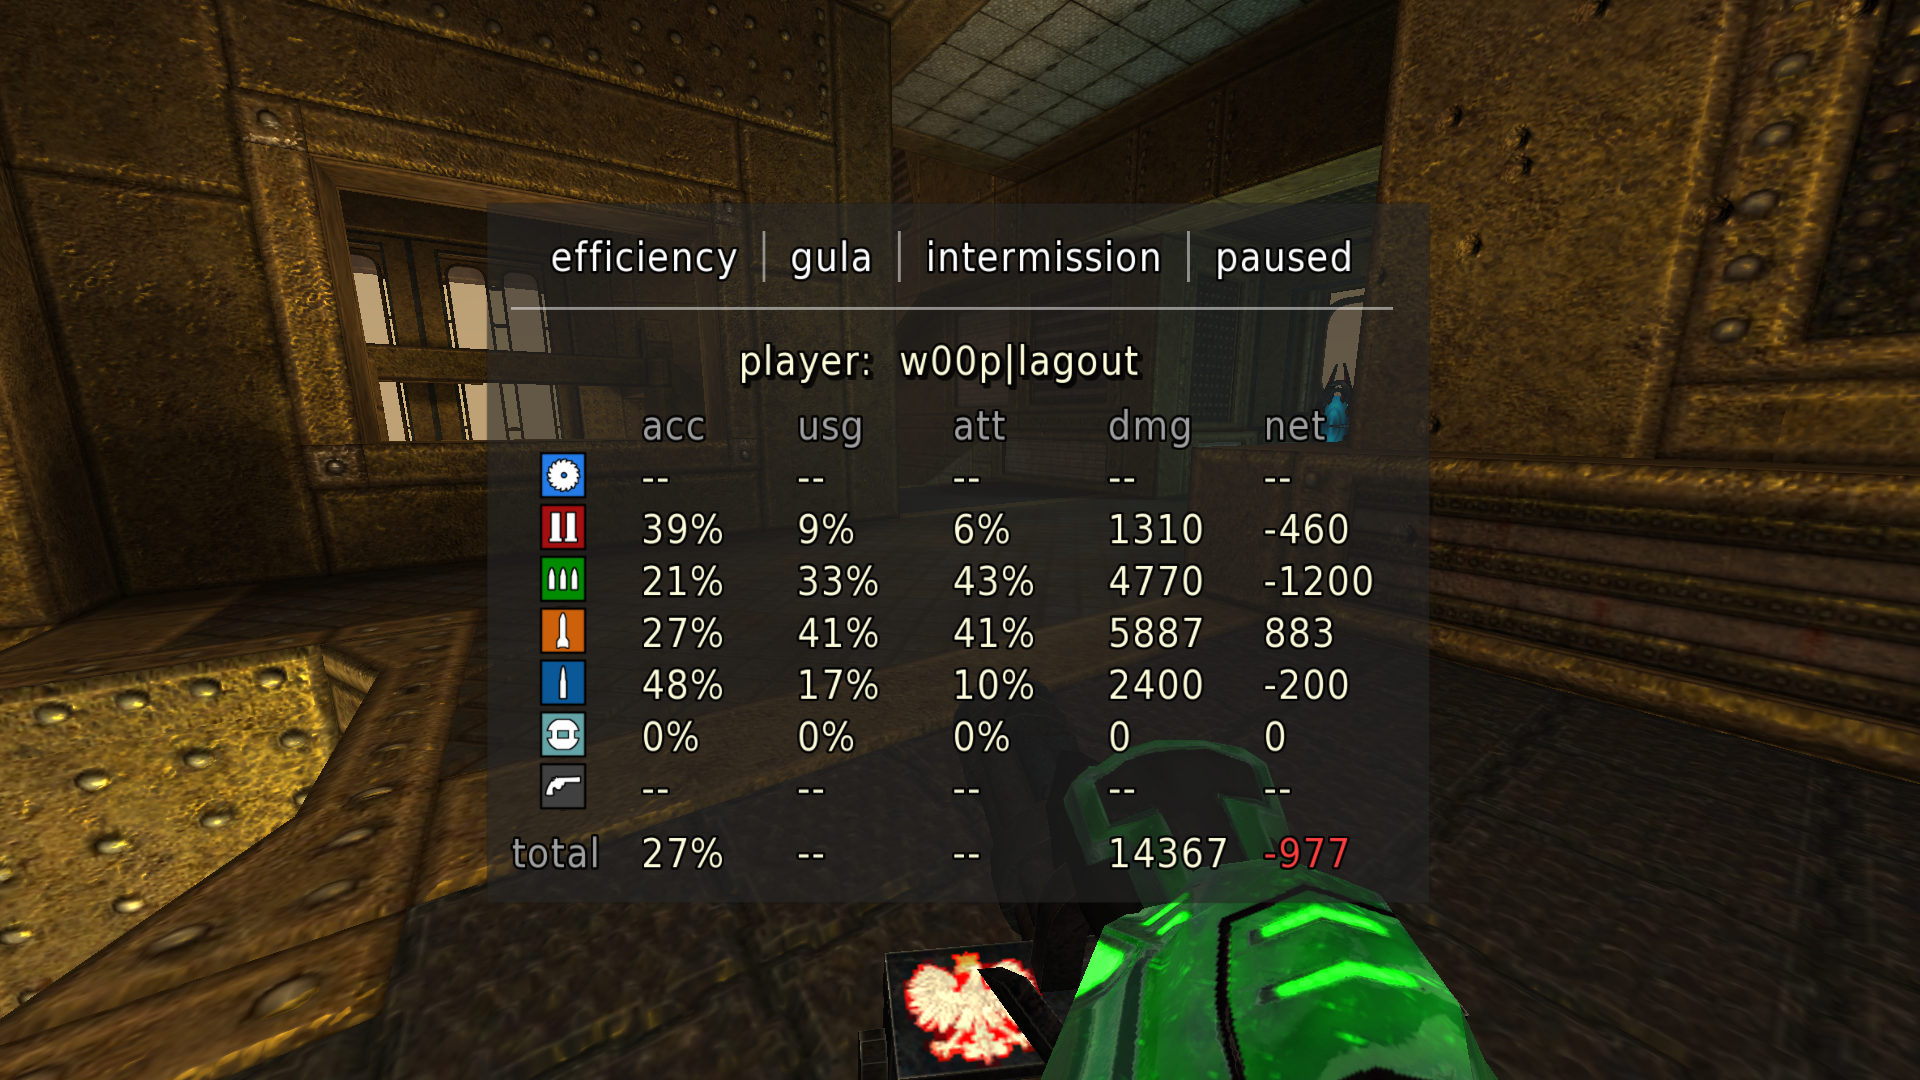 efficiency | gula | intermission | paused
player: w00p|lagout
acc usg att dmg net
-- -- -- -- --
39% 9% 6% 1310 -460
21% 33% 43% 4770 -1200
27% 41% 41% 5887 883
48% 17% 10% 2400 -200
0% 0% 0% 0 0
-- -- -- -- --
total 27% -- -- 14367 -977